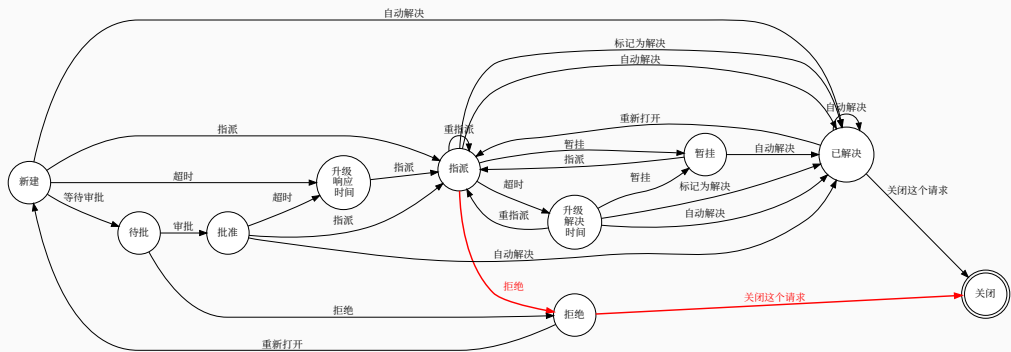 自动解决
标记为解决
自动解决
自动解决
重新打开
重指派
指派
暂挂
指派
暂挂
自动解决
已解决
新建
超时
升级
响应
时间
指派
指派
超时
暂挂
标记为解决
关闭这个请求
等待审批
超时
指派
重指派
升级
解决
时间
自动解决
待批
审批
批准
自动解决
拒绝
关闭这个请求
关闭
拒绝
拒绝
重新打开